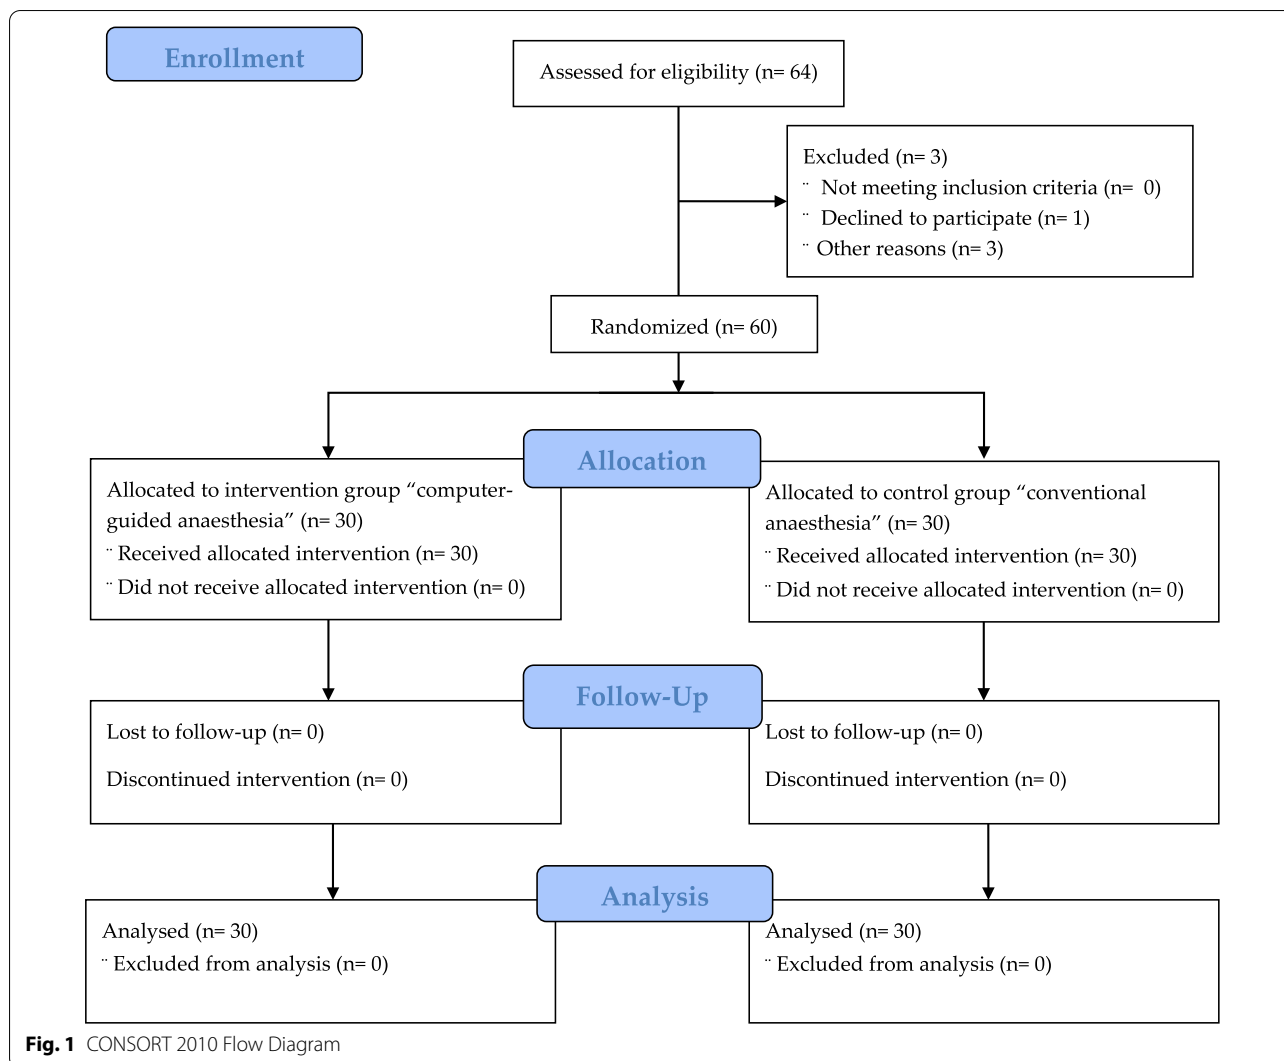 Enrollment
Assessed for eligibility (n= 64)
Excluded (n= 3)
¨ Not meeting inclusion criteria (n= 0)
¨ Declined to participate (n= 1)
¨ Other reasons (n= 3)
Randomized (n= 60)
Allocation
Allocated to intervention group “computer-
guided anaesthesia” (n= 30)
¨ Received allocated intervention (n= 30)
¨ Did not receive allocated intervention (n= 0)
Allocated to control group “conventional
anaesthesia” (n= 30)
¨ Received allocated intervention (n= 30)
¨ Did not receive allocated intervention (n= 0)
Follow-Up
Lost to follow-up (n= 0)
Discontinued intervention (n= 0)
Lost to follow-up (n= 0)
Discontinued intervention (n= 0)
Analysis
Analysed (n= 30)
¨ Excluded from analysis (n= 0)
Analysed (n= 30)
¨ Excluded from analysis (n= 0)
Fig. 1 CONSORT 2010 Flow Diagram